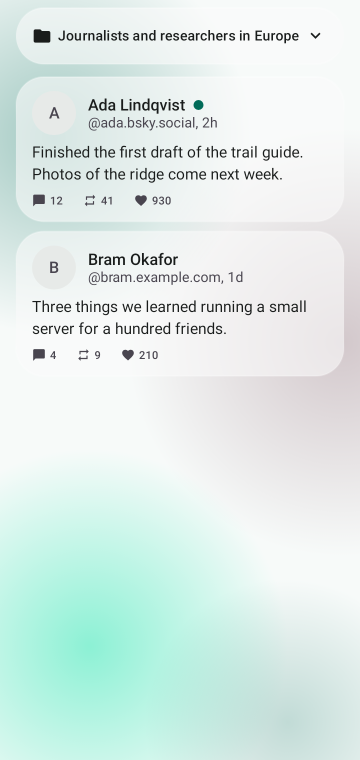 Journalists and researchers in Europe
A
Ada Lindqvist
@ada.bsky.social, 2h
Finished the first draft of the trail guide.
Photos of the ridge come next week.
12 41 930
B
Bram Okafor
@bram.example.com, 1d
Three things we learned running a small
server for a hundred friends.
4 9 210